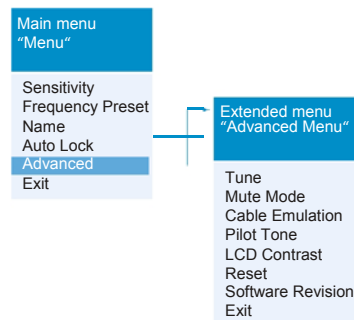 Main menu
“Menu“
Sensitivity
Frequency Preset
Name
Auto Lock
Advanced
Exit
Extended menu
“Advanced Menu“
Tune
Mute Mode
Cable Emulation
Pilot Tone
LCD Contrast
Reset
Software Revision
Exit